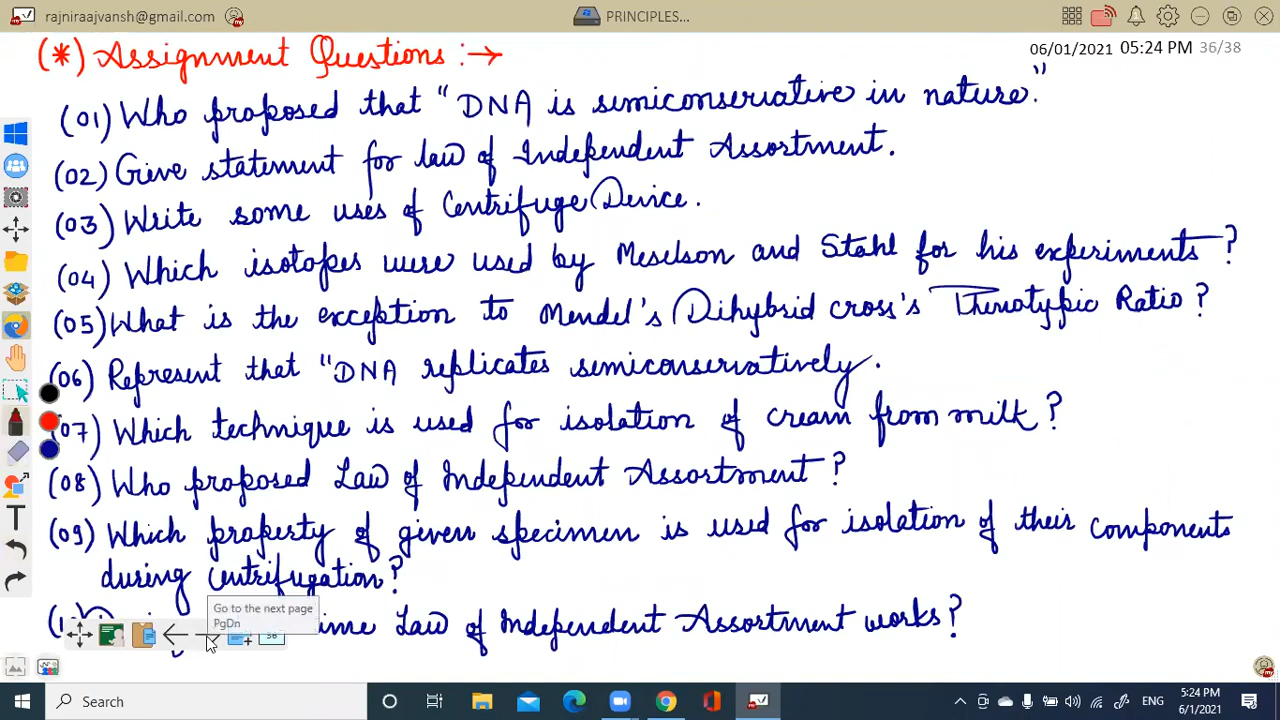 rajniraajvansh@gmail.com
PRINCIPLES...
06/01/2021 05:24 PM 36/38
(*) Assignment Questions :→
(01) Who proposed that "DNA is semiconservative in nature."
(02) Give statement for law of Independent Assortment.
(03) Write some uses of Centrifuge Device.
(04) Which isotopes were used by Meselson and Stahl for his experiments?
(05) What is the exception to Mendel's Dihybrid cross's Phenotypic Ratio?
(06) Represent that "DNA replicates semiconservatively.
(07) Which technique is used for isolation of cream from milk?
(08) Who proposed Law of Independent Assortment?
(09) Which property of given specimen is used for isolation of their components
during Centrifugation?
Go to the next page
PgDn
Law of Independent Assortment works?
36
Search
ENG
5:24 PM
6/1/2021